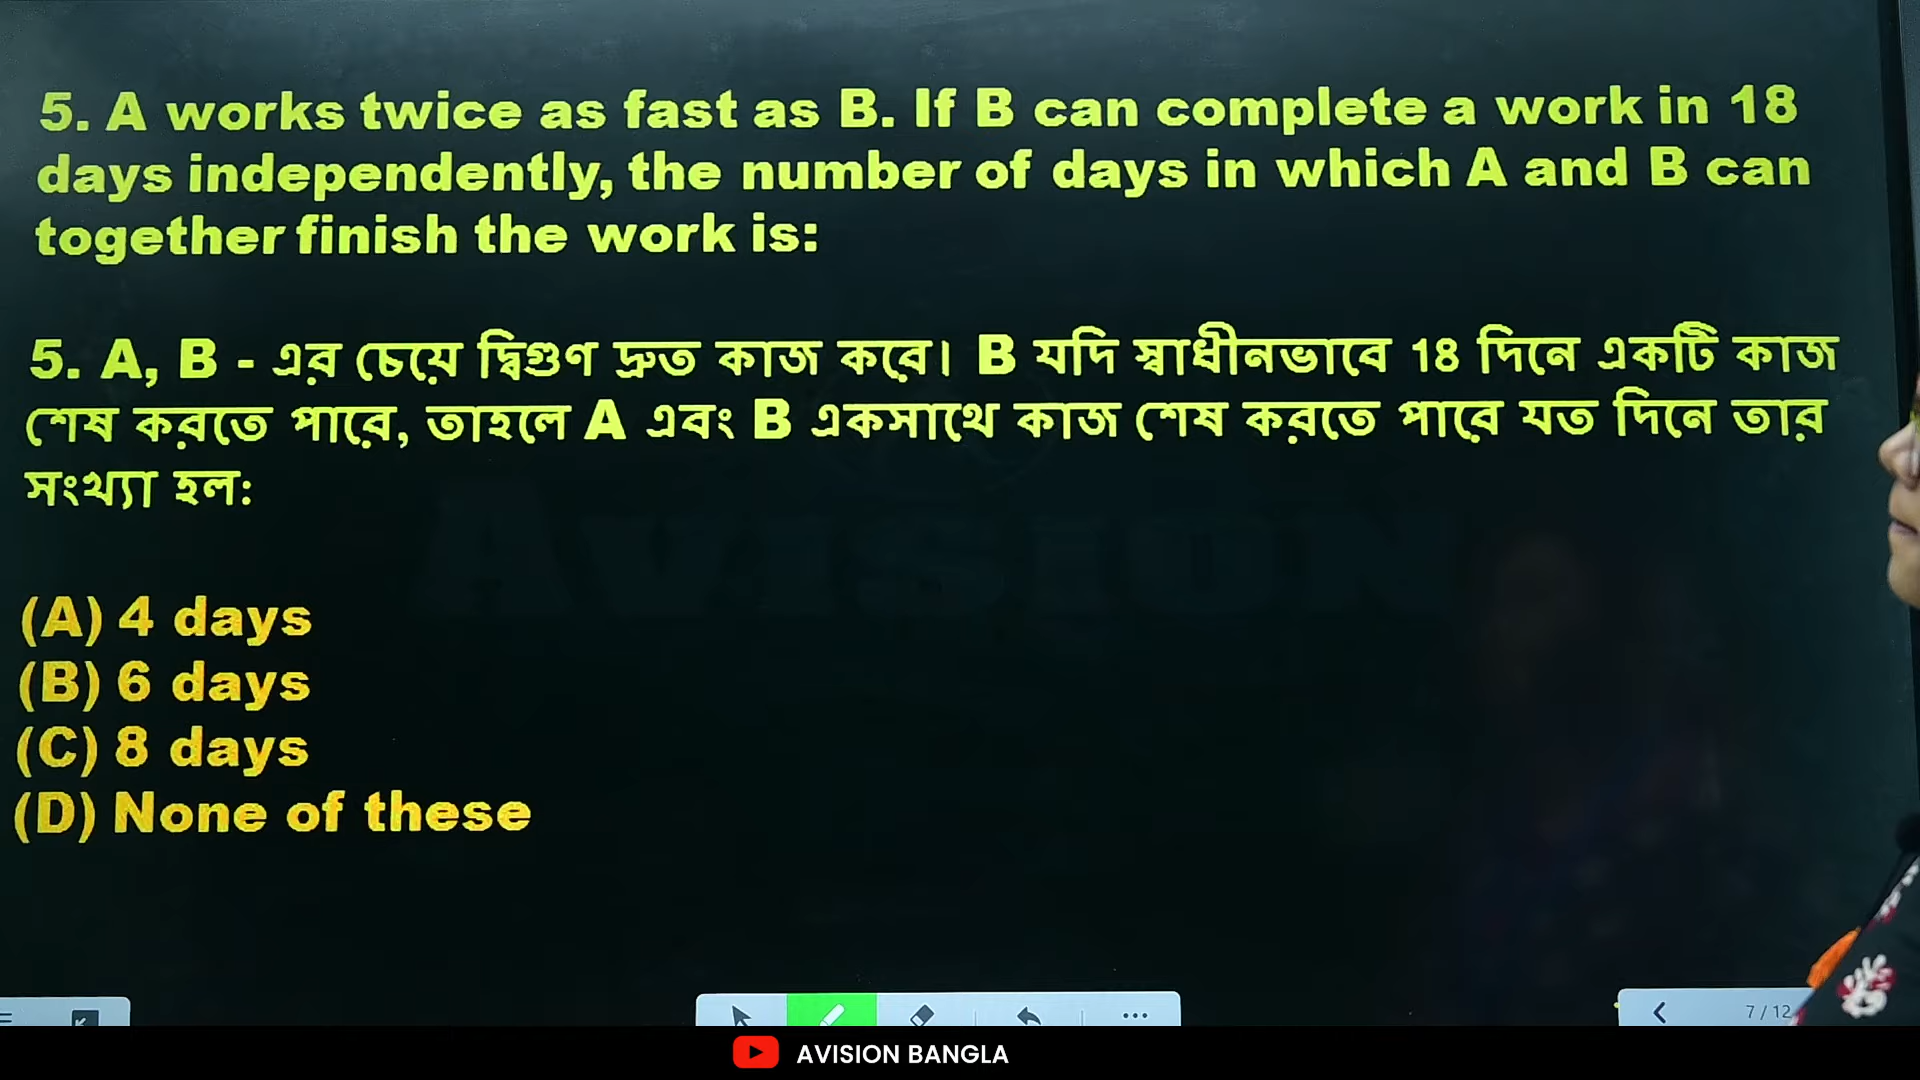 5. A works twice as fast as B. If B can complete a work in 18
days independently, the number of days in which A and B can
together finish the work is:
5. A, B - এর চেয়ে দ্বিগুণ দ্রুত কাজ করে। B যদি স্বাধীনভাবে 18 দিনে একটি কাজ
শেষ করতে পারে, তাহলে A এবং B একসাথে কাজ শেষ করতে পারে যত দিনে তার
সংখ্যা হল:
AVISION
(A) 4 days
(B) 6 days
(C) 8 days
(D) None of these
7 / 12
AVISION BANGLA